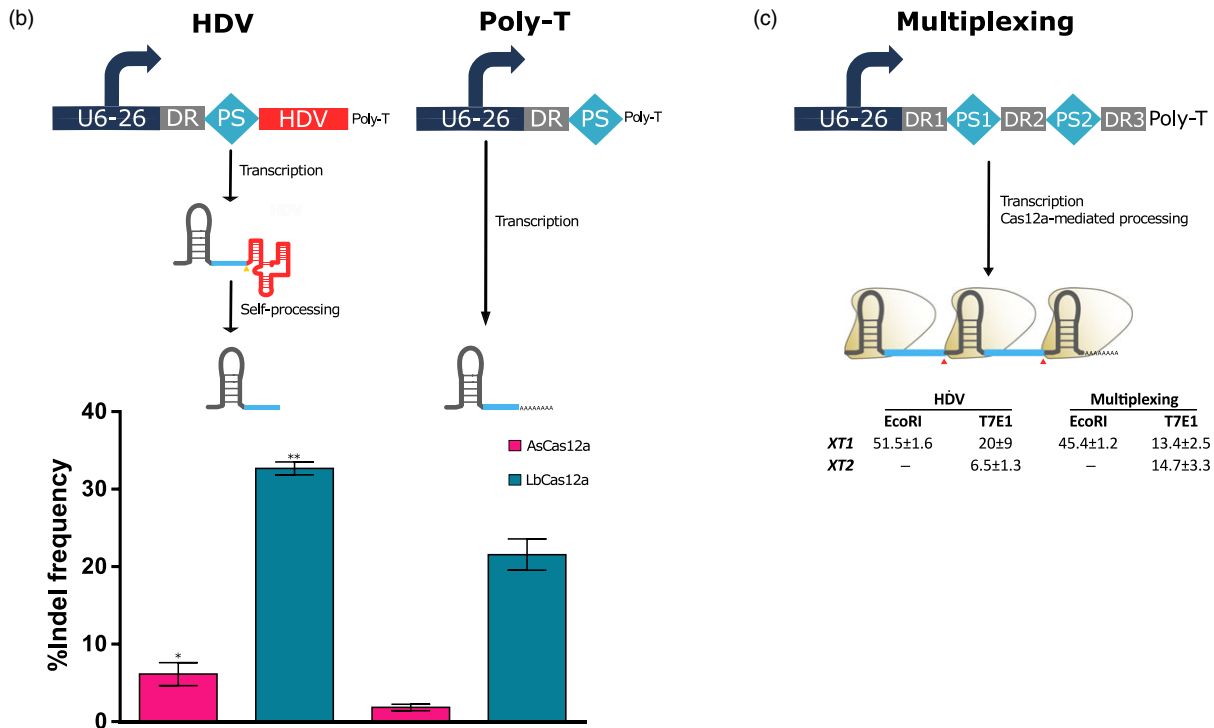 (b)
HDV
U6-26 DR PS HDV Poly-T
Transcription
Self-processing
Poly-T
U6-26 DR PS Poly-T
Transcription
AAAAAAAA
%Indel frequency
40
30
20
10
0
*
**
AsCas12a
LbCas12a
(c)
Multiplexing
U6-26 DR1 PS1 DR2 PS2 DR3 Poly-T
Transcription
Cas12a-mediated processing
AAAAAAAA
HDV Multiplexing
EcoRI T7E1 EcoRI T7E1
XT1 51.5±1.6 20±9 45.4±1.2 13.4±2.5
XT2 – 6.5±1.3 – 14.7±3.3